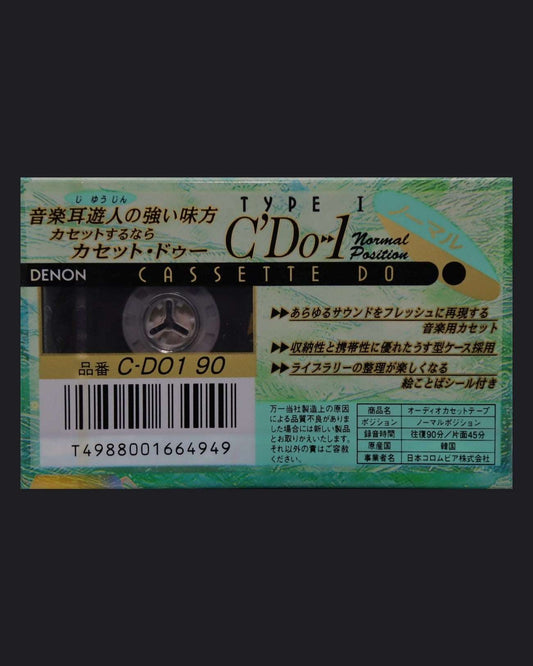 じ ゆう じん
音楽耳遊人の強い味方
カセットするなら
カセット・ドゥー
TYPE I
C'Do▸▸1
Normal
Position
ノーマル
DENON
CASSETTE DO
▸▸▸あらゆるサウンドをフレッシュに再現する
音楽用カセット
▸▸▸収納性と携帯性に優れたうす型ケース採用
▸▸▸ライブラリーの整理が楽しくなる
絵ことばシール付き
品番 C-DO1 90
T4988001664949
万一当社製造上の原因
による品質不良がありま
した場合には新しい製品
とお取りかえいたします。
それ以外の責はご容赦
ください。
商品名 オーディオカセットテープ
ポジション ノーマルポジション
録音時間 往復90分/片面45分
原産国 韓国
事業者名 日本コロムビア株式会社